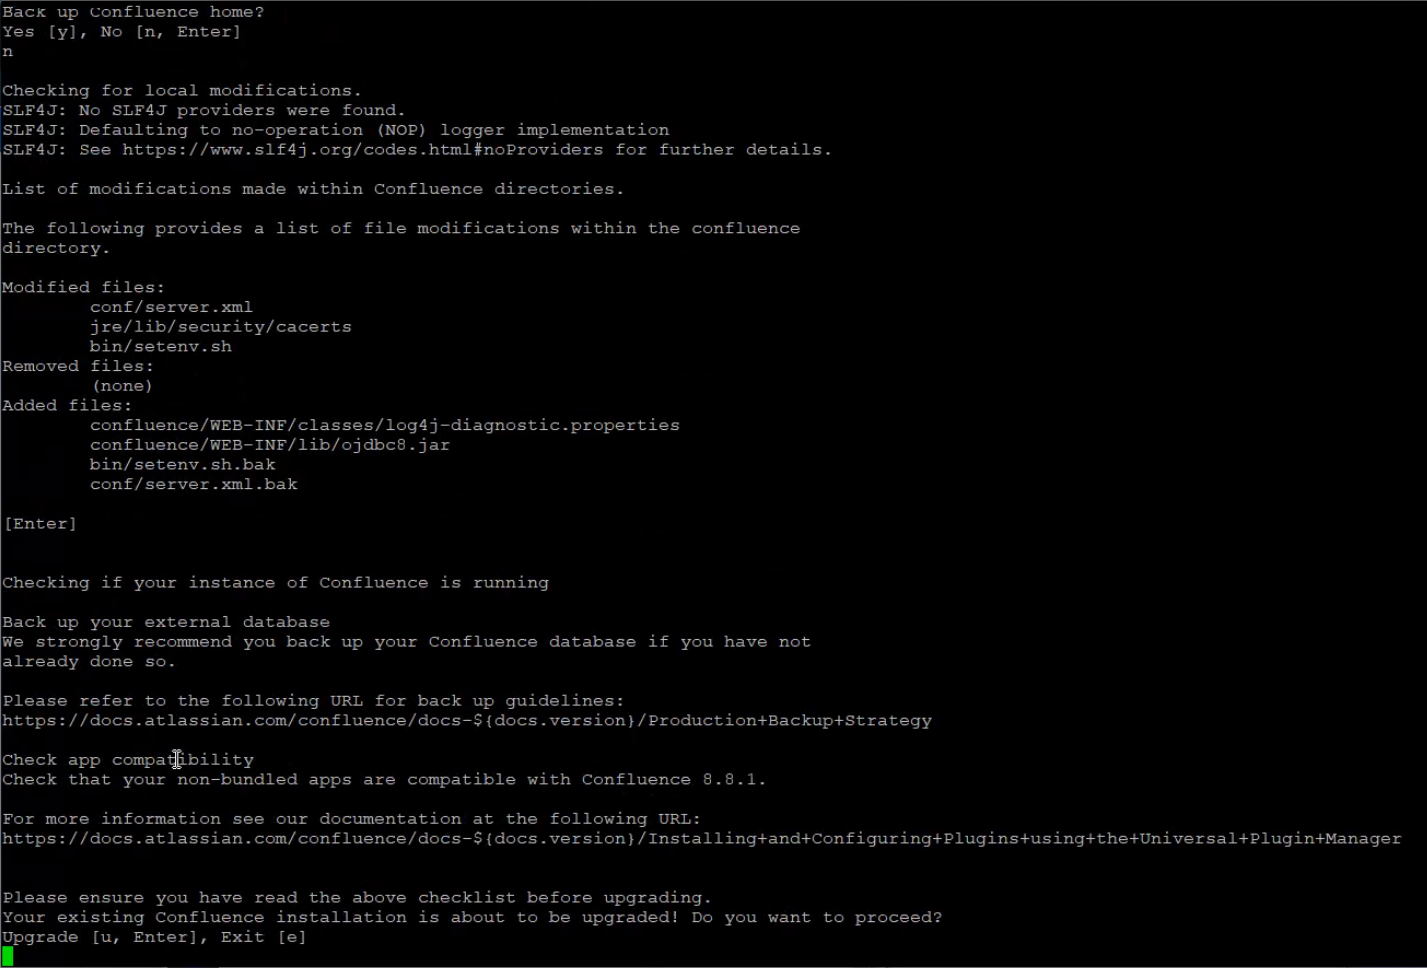 Back up Confluence home?
Yes [y], No [n, Enter]
n
Checking for local modifications.
SLF4J: No SLF4J providers were found.
SLF4J: Defaulting to no-operation (NOP) logger implementation
SLF4J: See https://www.slf4j.org/codes.html#noProviders for further details.
List of modifications made within Confluence directories.
The following provides a list of file modifications within the confluence
directory.
Modified files:
conf/server.xml
jre/lib/security/cacerts
bin/setenv.sh
Removed files:
(none)
Added files:
confluence/WEB-INF/classes/log4j-diagnostic.properties
confluence/WEB-INF/lib/ojdbc8.jar
bin/setenv.sh.bak
conf/server.xml.bak
[Enter]
Checking if your instance of Confluence is running
Back up your external database
We strongly recommend you back up your Confluence database if you have not
already done so.
Please refer to the following URL for back up guidelines:
https://docs.atlassian.com/confluence/docs-${docs.version}/Production+Backup+Strategy
Check app compatibility
Check that your non-bundled apps are compatible with Confluence 8.8.1.
For more information see our documentation at the following URL:
https://docs.atlassian.com/confluence/docs-${docs.version}/Installing+and+Configuring+Plugins+using+the+Universal+Plugin+Manager
Please ensure you have read the above checklist before upgrading.
Your existing Confluence installation is about to be upgraded! Do you want to proceed?
Upgrade [u, Enter], Exit [e]